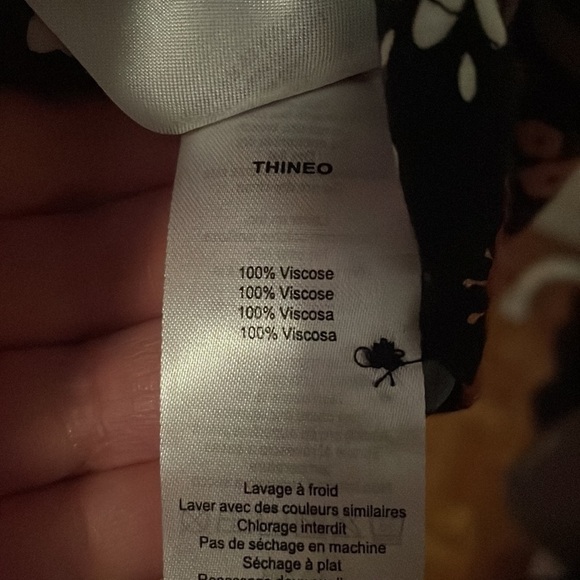 THINEO
100% Viscose
100% Viscose
100% Viscosa
100% Viscosa
Lavage à froid
Laver avec des couleurs similaires
Chlorage interdit
Pas de séchage en machine
Séchage à plat